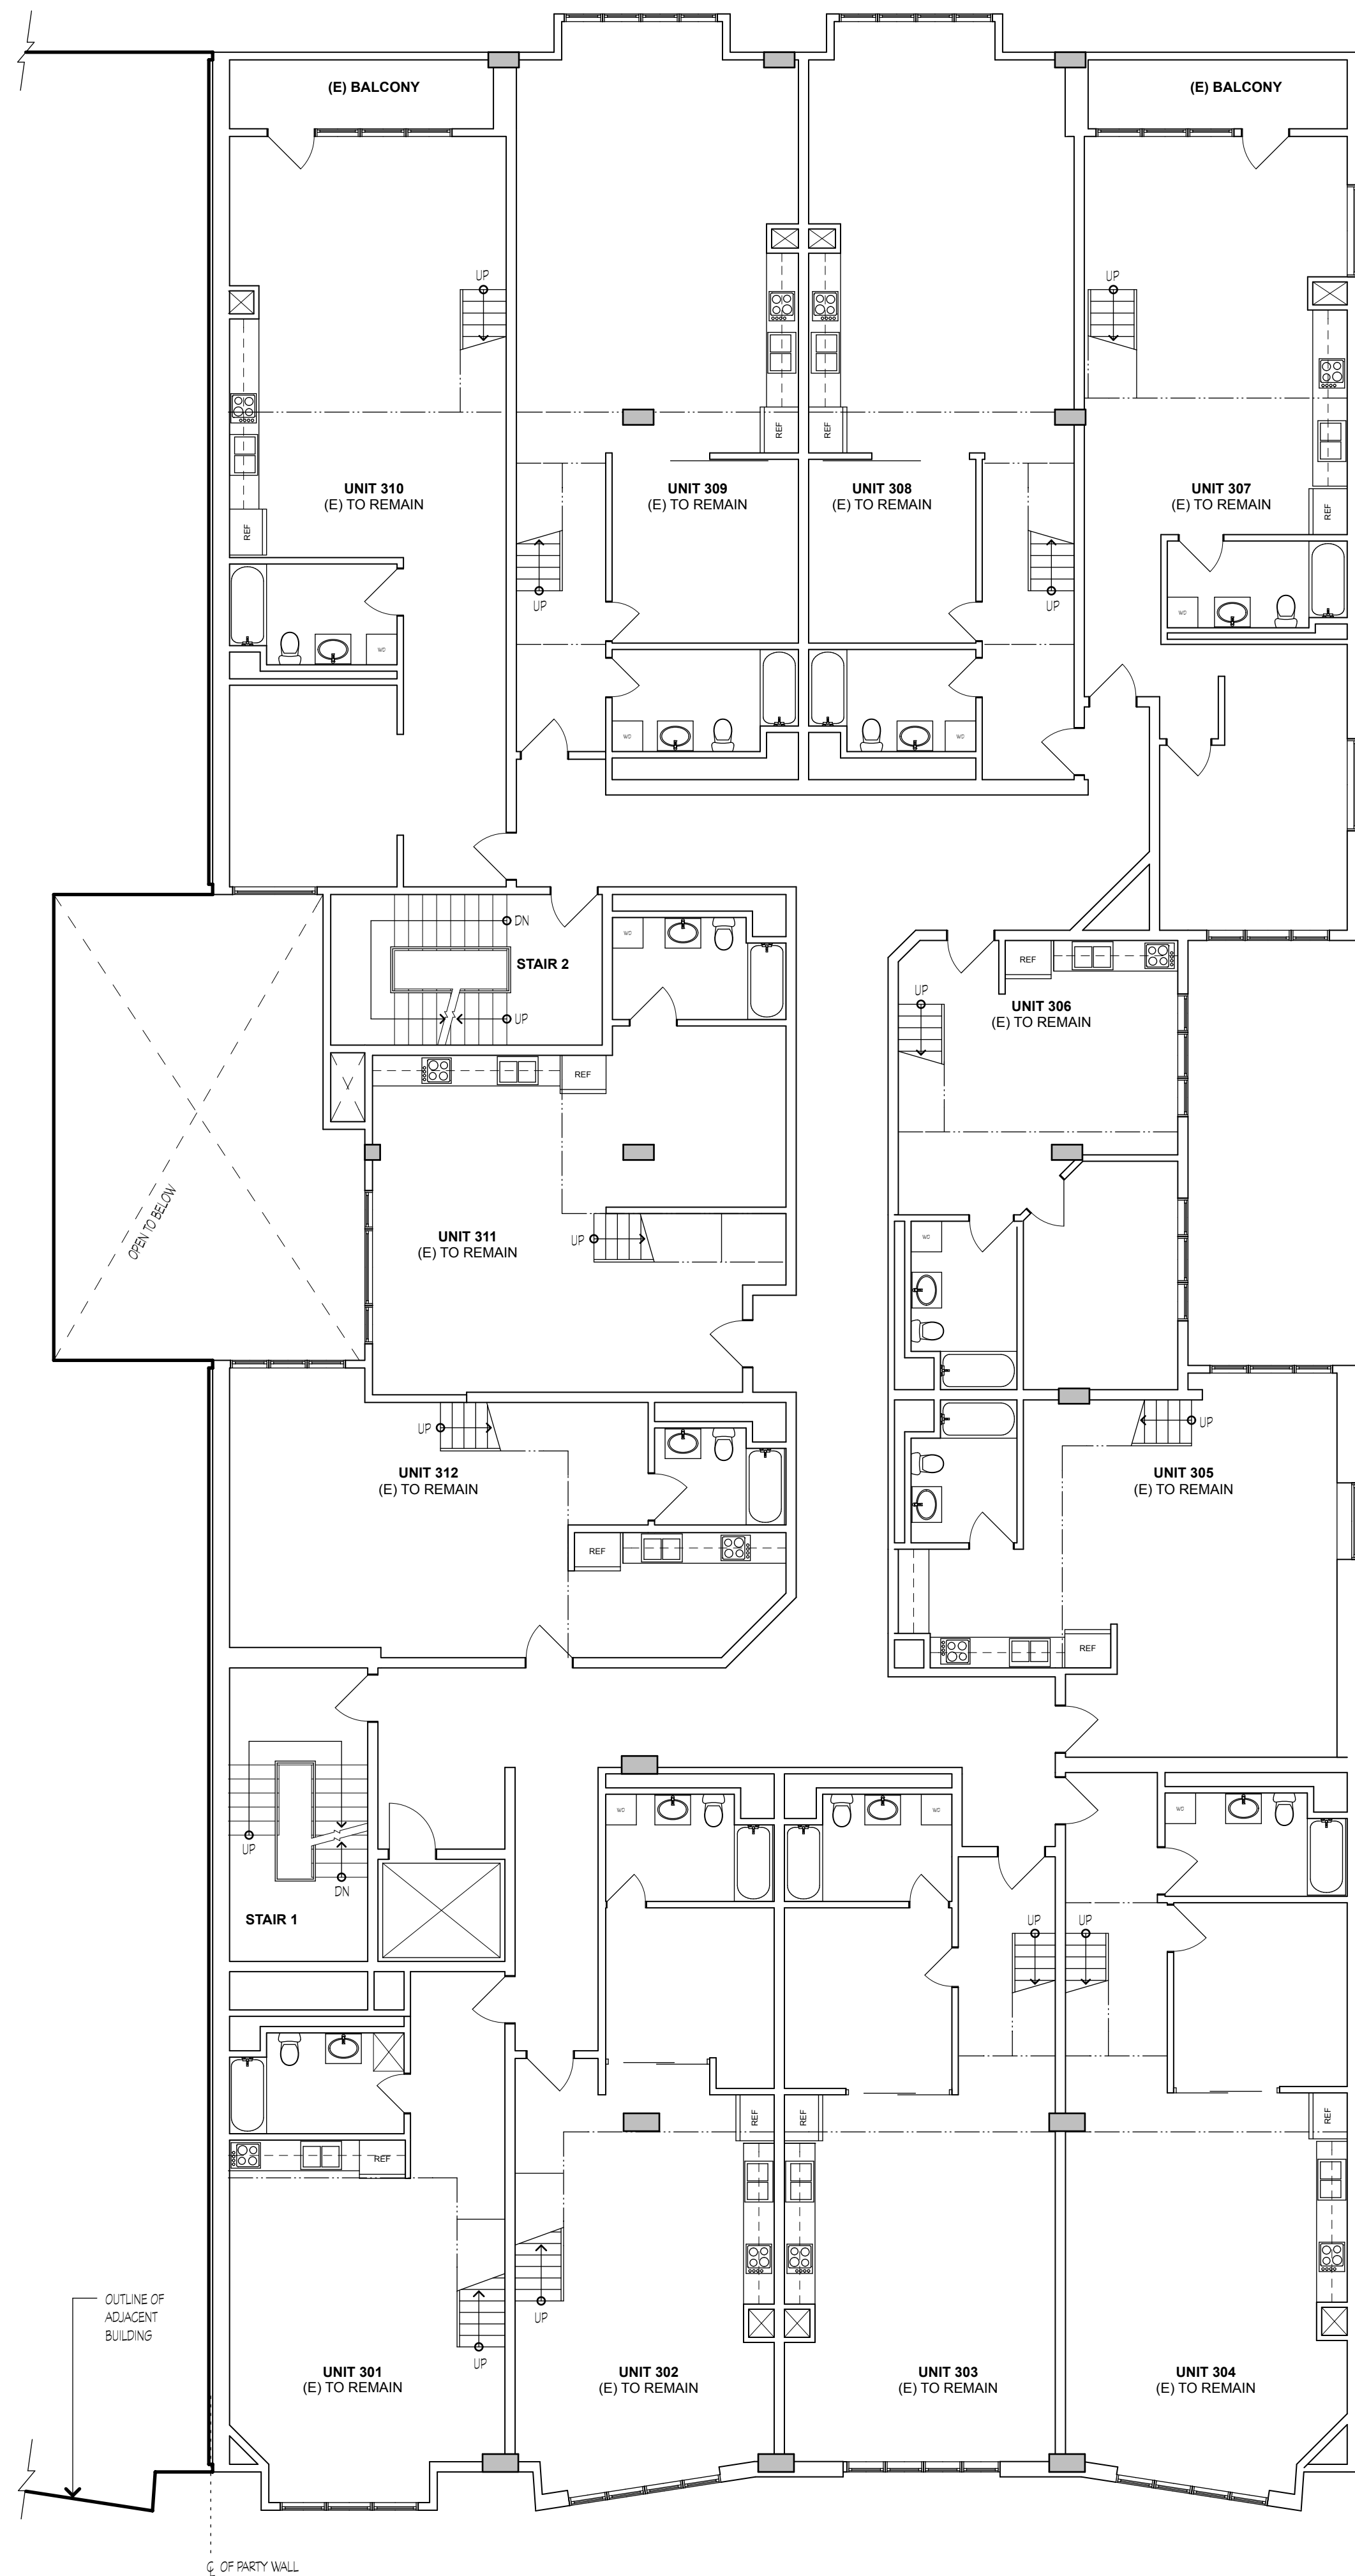 (E) BALCONY
(E) BALCONY
UP
UP
REF
REF
UNIT 310
(E) TO REMAIN
UNIT 309
(E) TO REMAIN
UNIT 308
(E) TO REMAIN
UNIT 307
(E) TO REMAIN
REF
REF
UP
UP
WD
WD
WD
WD
DN
STAIR 2
UP
WD
REF
UNIT 306
(E) TO REMAIN
UP
REF
OPEN TO BELOW
UNIT 311
(E) TO REMAIN
UP
WD
UP
UP
UNIT 312
(E) TO REMAIN
UNIT 305
(E) TO REMAIN
REF
REF
UP
DN
STAIR 1
WD
WD
WD
UP
UP
REF
REF
REF
REF
UP
UP
OUTLINE OF
ADJACENT
BUILDING
UNIT 301
(E) TO REMAIN
UNIT 302
(E) TO REMAIN
UNIT 303
(E) TO REMAIN
UNIT 304
(E) TO REMAIN
℄ OF PARTY WALL